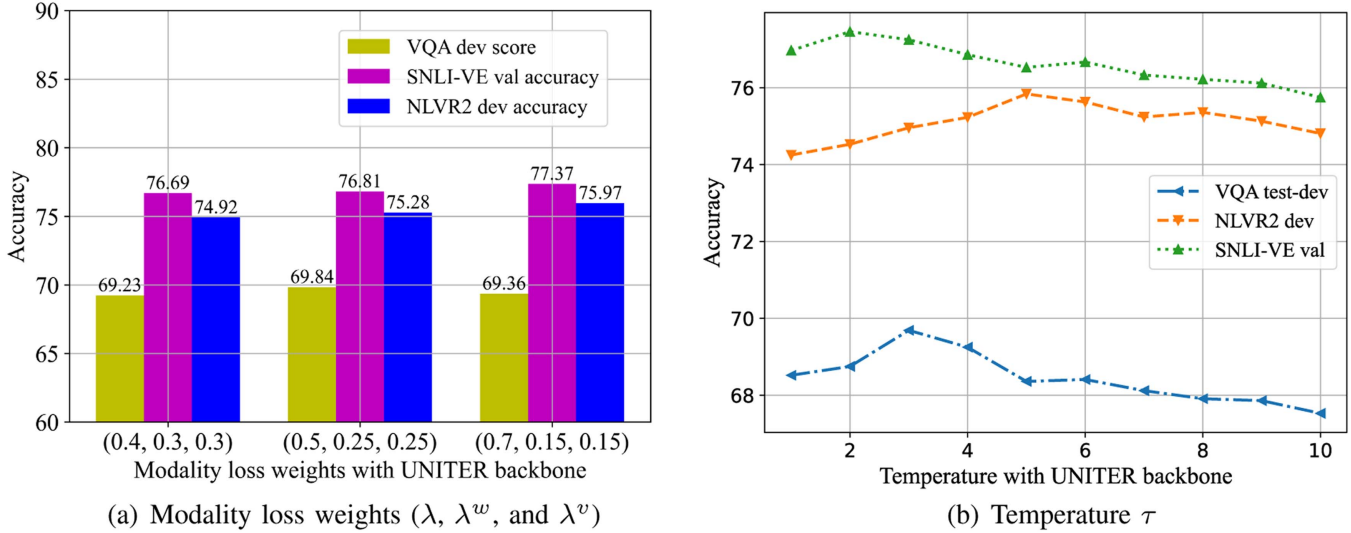 90
85
80
75
70
65
60
Accuracy
VQA dev score
SNLI-VE val accuracy
NLVR2 dev accuracy
69.23
76.69
74.92
69.84
76.81
75.28
69.36
77.37
75.97
(0.4, 0.3, 0.3)
(0.5, 0.25, 0.25)
(0.7, 0.15, 0.15)
Modality loss weights with UNITER backbone
(a) Modality loss weights (λ, λ^w, and λ^v)
76
74
72
70
68
Accuracy
VQA test-dev
NLVR2 dev
SNLI-VE val
2
4
6
8
10
Temperature with UNITER backbone
(b) Temperature τ